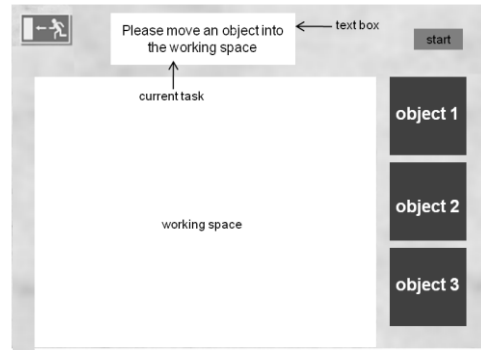 Please move an object into
the working space
text box
start
current task
object 1
working space
object 2
object 3